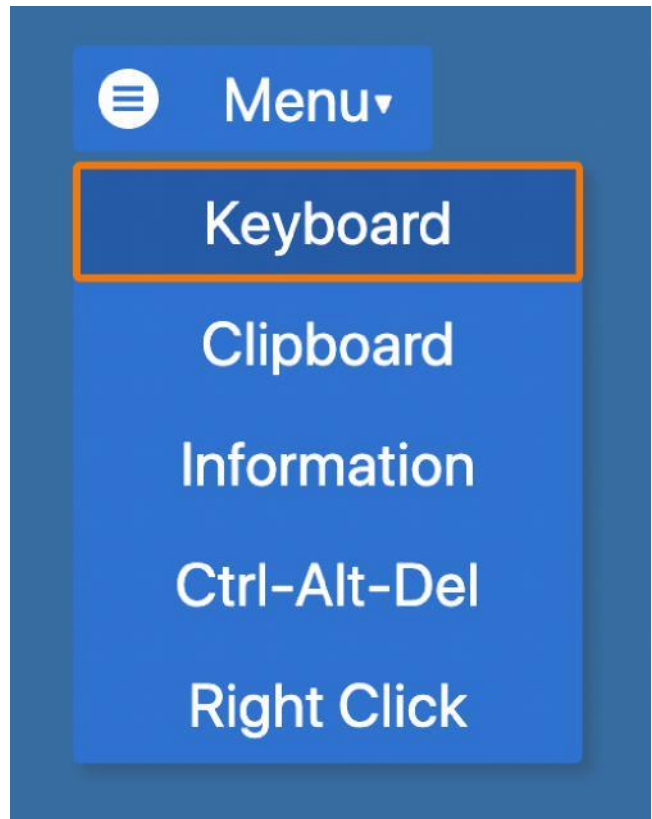 Menu▾
Keyboard
Clipboard
Information
Ctrl-Alt-Del
Right Click